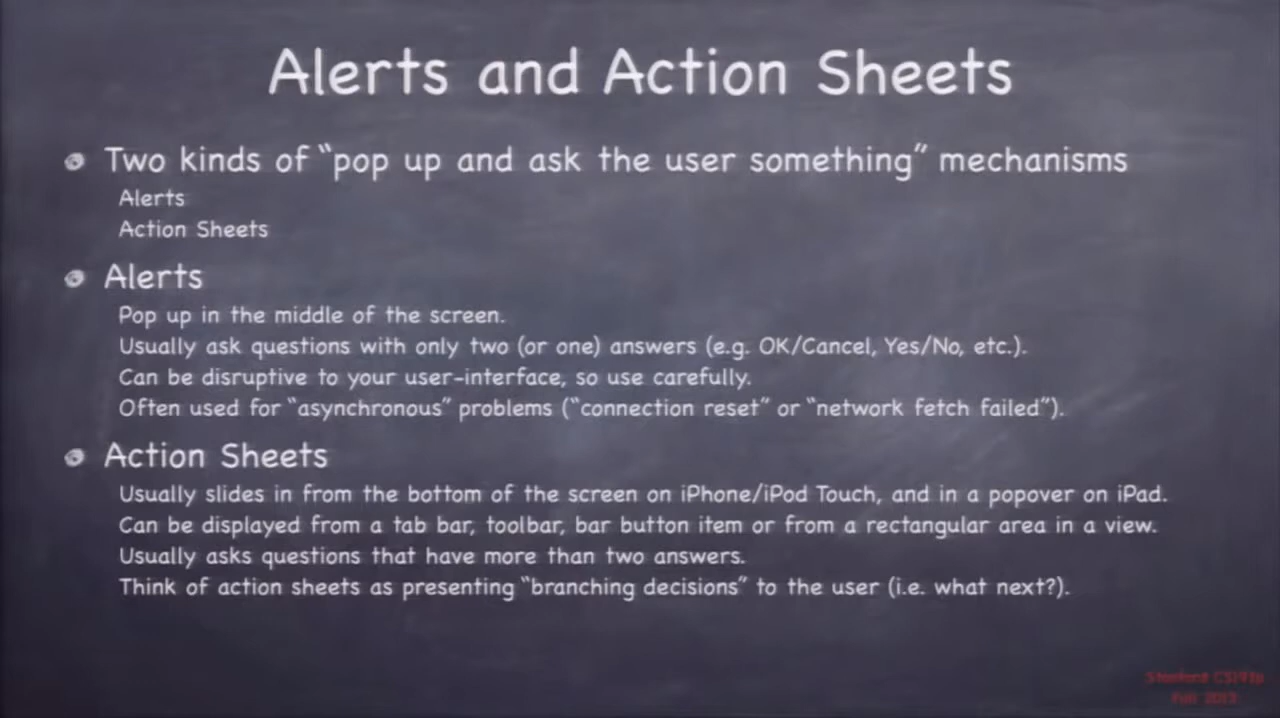 Alerts and Action Sheets
Two kinds of “pop up and ask the user something” mechanisms
Alerts
Action Sheets
Alerts
Pop up in the middle of the screen.
Usually ask questions with only two (or one) answers (e.g. OK/Cancel, Yes/No, etc.).
Can be disruptive to your user-interface, so use carefully.
Often used for “asynchronous” problems (“connection reset” or “network fetch failed”).
Action Sheets
Usually slides in from the bottom of the screen on iPhone/iPod Touch, and in a popover on iPad.
Can be displayed from a tab bar, toolbar, bar button item or from a rectangular area in a view.
Usually asks questions that have more than two answers.
Think of action sheets as presenting “branching decisions” to the user (i.e. what next?).
Stanford CS193p
Fall 2013